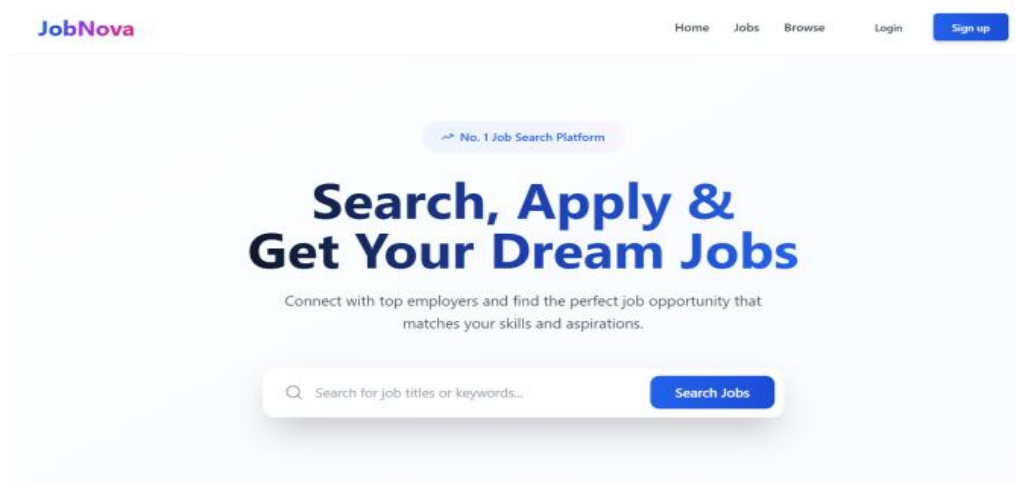 JobNova
Home Jobs Browse Login Sign up
No. 1 Job Search Platform
Search, Apply &
Get Your Dream Jobs
Connect with top employers and find the perfect job opportunity that
matches your skills and aspirations.
Search for job titles or keywords... Search Jobs